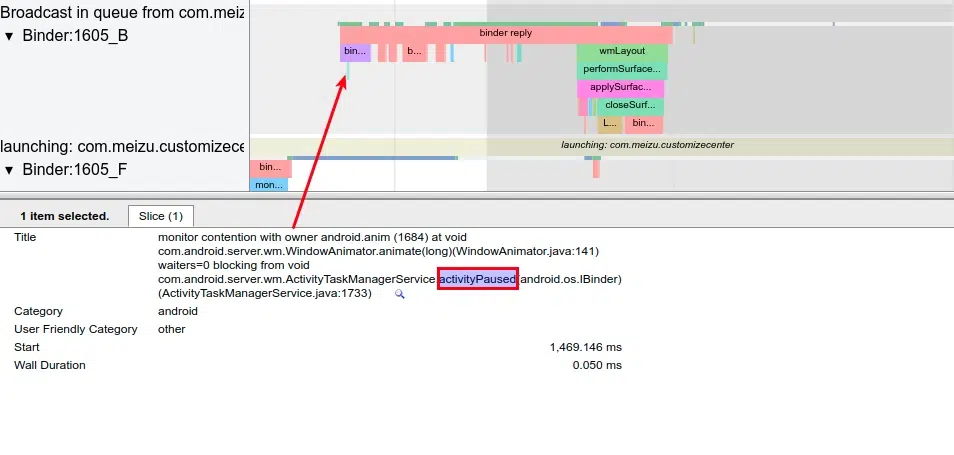 Broadcast in queue from com.meiz
▼ Binder:1605_B
binder reply
bin...
b...
wmLayout
performSurface...
applySurfac...
closeSurf...
L...
bin...
launching: com.meizu.customizece
launching: com.meizu.customizecenter
▼ Binder:1605_F
bin...
mon...
1 item selected.
Slice (1)
Title
monitor contention with owner android.anim (1684) at void
com.android.server.wm.WindowAnimator.animate(long)(WindowAnimator.java:141)
waiters=0 blocking from void
com.android.server.wm.ActivityTaskManagerService.activityPaused(android.os.IBinder)
(ActivityTaskManagerService.java:1733)
Category android
User Friendly Category other
Start 1,469.146 ms
Wall Duration 0.050 ms